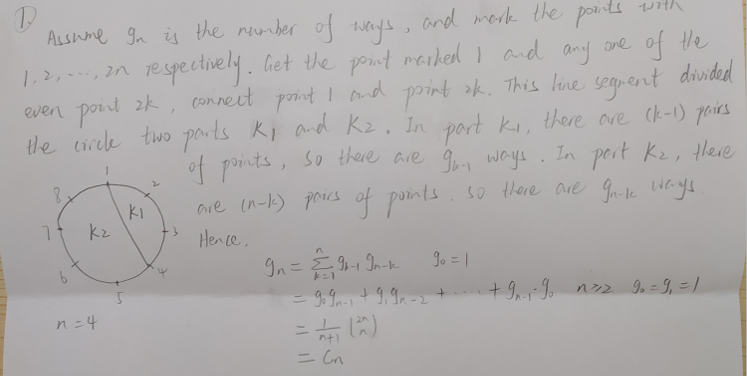 ①
Assume gn is the number of ways, and mark the points with
1, 2, ..., 2n respectively. Get the point marked 1 and any one of the
even point 2k, connect point 1 and point 2k. This line segment divided
the circle two parts K1 and K2. In part K1, there are (k-1) pairs
of points, so there are gk-1 ways. In part K2, there
are (n-k) pairs of points. so there are gn-k ways.
Hence.
1
2
3
4
5
6
7
8
K1
K2
n = 4
gn = Σ_{k=1}^{n} gk-1 gn-k    g0 = 1
= g0gn-1 + g1gn-2 + ..... + gn-1·g0    n≥2    g0 = g1 = 1
= 1/(n+1) (2n n)
= Cn